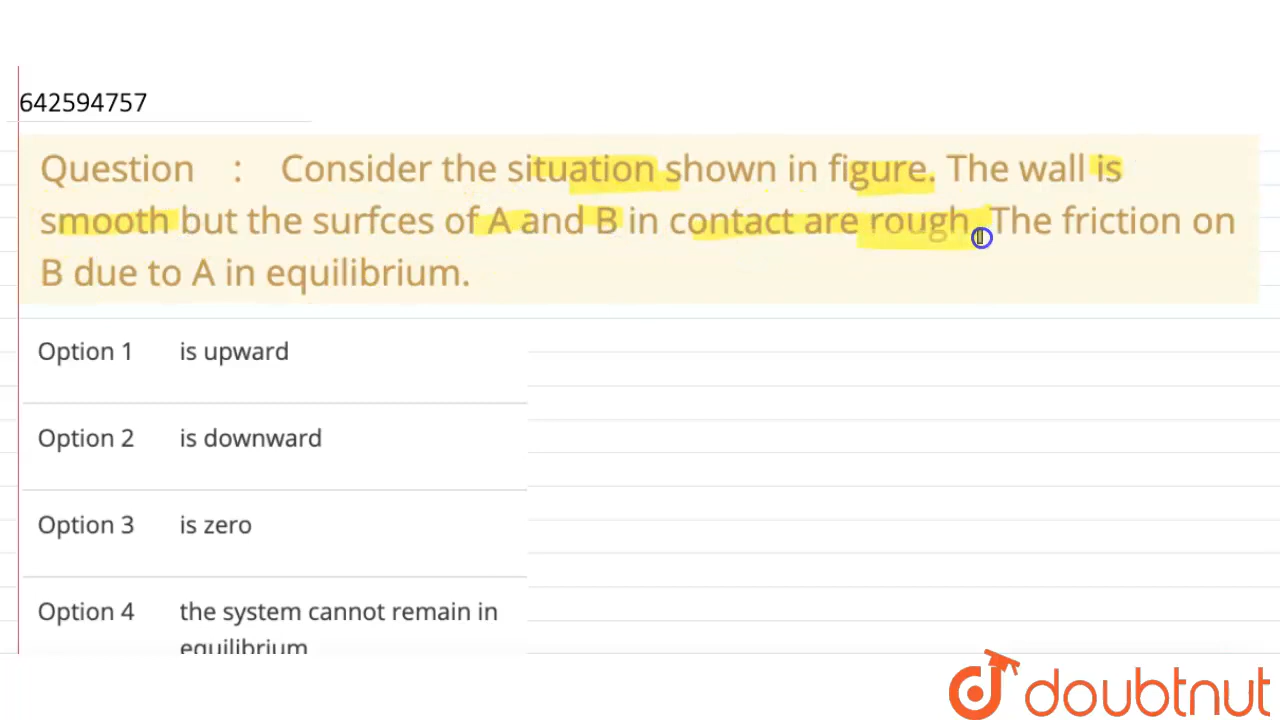 642594757
Question : Consider the situation shown in figure. The wall is
smooth but the surfces of A and B in contact are rough. The friction on
B due to A in equilibrium.
Option 1 is upward
Option 2 is downward
Option 3 is zero
Option 4 the system cannot remain in
equilibrium
doubtnut